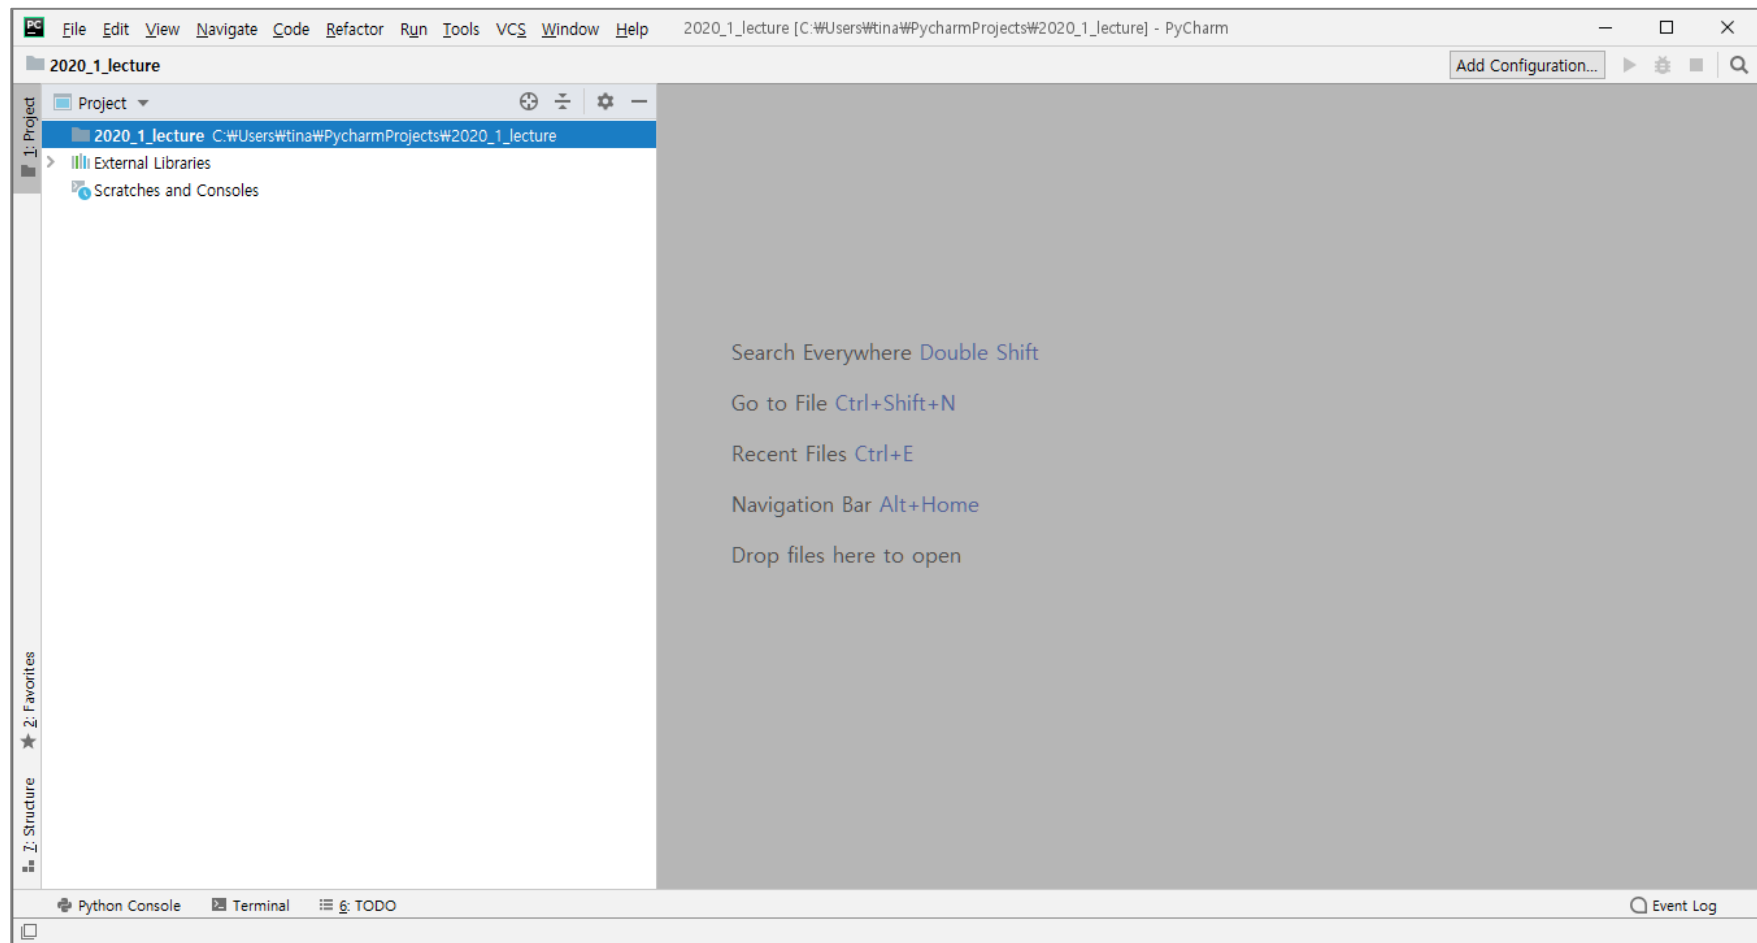 PC File Edit View Navigate Code Refactor Run Tools VCS Window Help 2020_1_lecture [C:₩Users₩tina₩PycharmProjects₩2020_1_lecture] - PyCharm
2020_1_lecture Add Configuration...
1: Project
Project
2020_1_lecture C:₩Users₩tina₩PycharmProjects₩2020_1_lecture
External Libraries
Scratches and Consoles
Search Everywhere Double Shift
Go to File Ctrl+Shift+N
Recent Files Ctrl+E
Navigation Bar Alt+Home
Drop files here to open
2: Favorites
7: Structure
Python Console Terminal 6: TODO Event Log